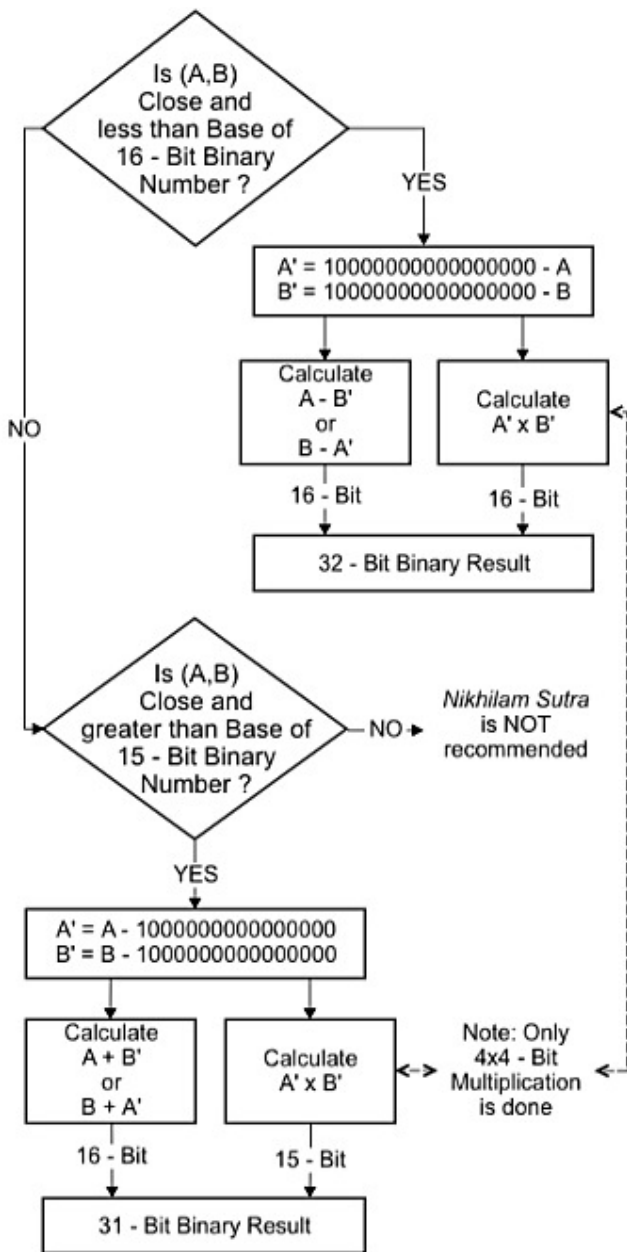 Is (A,B)
Close and
less than Base of
16 - Bit Binary
Number ?
YES
A' = 10000000000000000 - A
B' = 10000000000000000 - B
Calculate
A - B'
or
B - A'
Calculate
A' x B'
NO
16 - Bit
16 - Bit
32 - Bit Binary Result
Is (A,B)
Close and
greater than Base of
15 - Bit Binary
Number ?
NO
Nikhilam Sutra
is NOT
recommended
YES
A' = A - 1000000000000000
B' = B - 1000000000000000
Calculate
A + B'
or
B + A'
Calculate
A' x B'
Note: Only
4x4 - Bit
Multiplication
is done
16 - Bit
15 - Bit
31 - Bit Binary Result